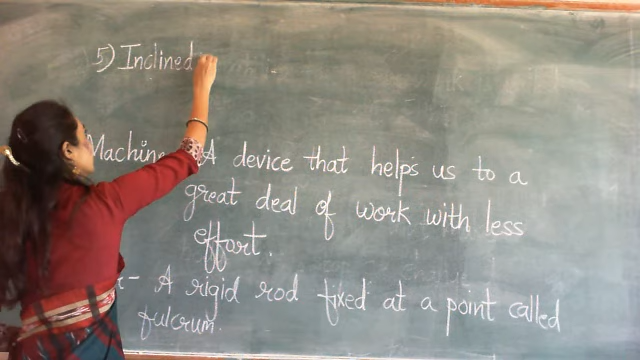 5) Inclined
Machine A device that helps us to a
great deal of work with less
effort.
- A rigid rod fixed at a point called
fulcrum.